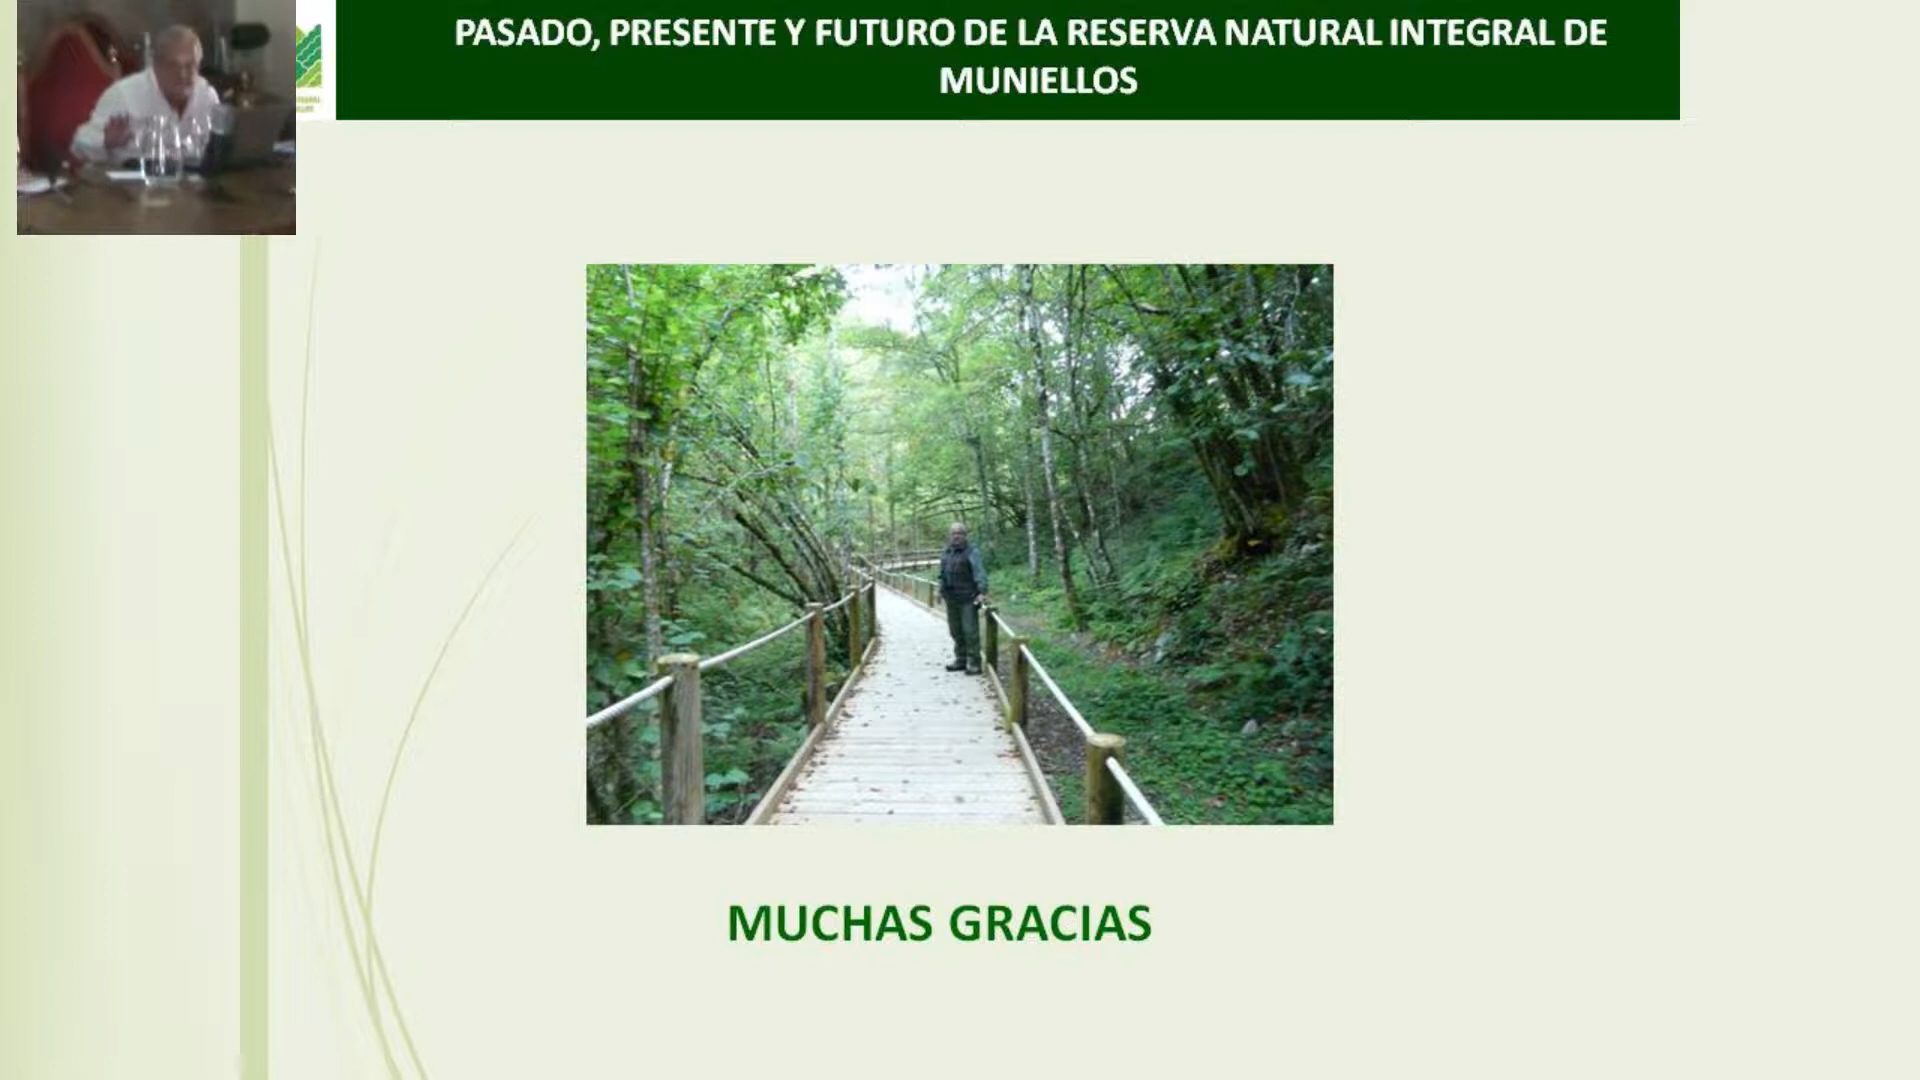 PASADO, PRESENTE Y FUTURO DE LA RESERVA NATURAL INTEGRAL DE
MUNIELLOS
MUCHAS GRACIAS